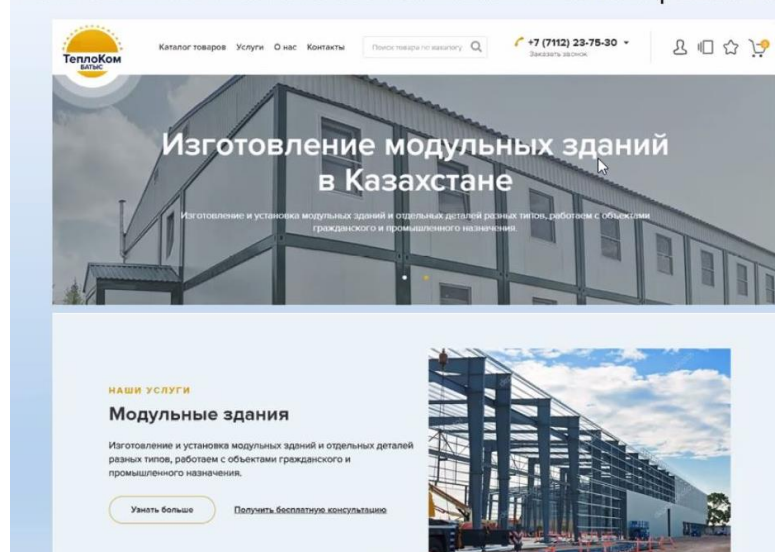 ТеплоКом
БАТЫС
Каталог товаров Услуги О нас Контакты
Поиск товара по каталогу
+7 (7112) 23-75-30
Заказать звонок
Изготовление модульных зданий
в Казахстане
Изготовление и установка модульных зданий и отдельных деталей разных типов, работаем с объектами
гражданского и промышленного назначения.
НАШИ УСЛУГИ
Модульные здания
Изготовление и установка модульных зданий и отдельных деталей
разных типов, работаем с объектами гражданского и
промышленного назначения.
Узнать больше
Получить бесплатную консультацию